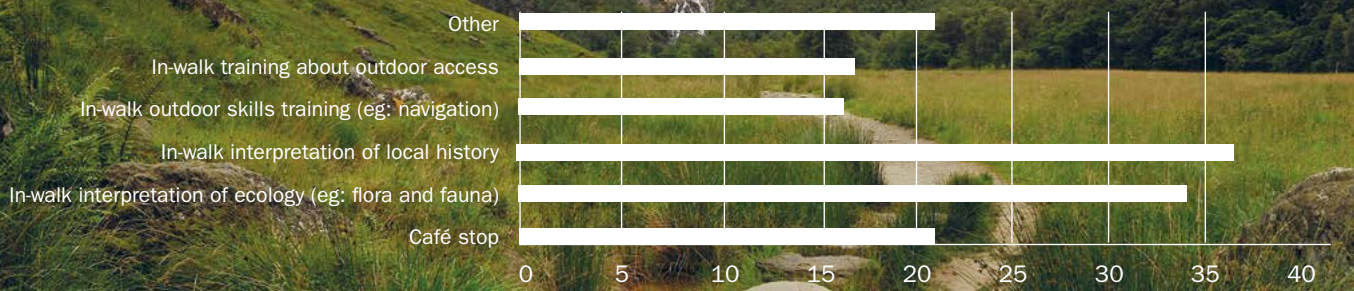 Other
In-walk training about outdoor access
In-walk outdoor skills training (eg: navigation)
In-walk interpretation of local history
In-walk interpretation of ecology (eg: flora and fauna)
Café stop
0 5 10 15 20 25 30 35 40